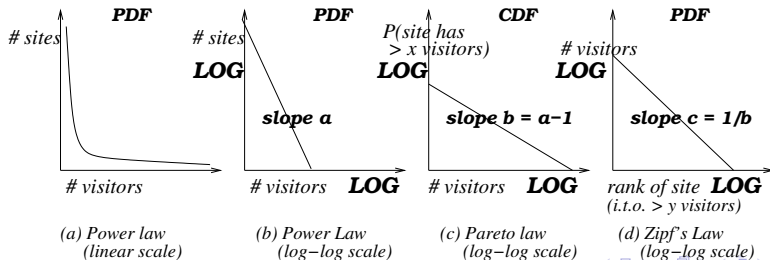 PDF
# sites
# visitors
(a) Power law
(linear scale)
PDF
# sites
LOG
slope a
# visitors LOG
(b) Power Law
(log−log scale)
CDF
P(site has
> x visitors)
LOG
slope b = a−1
# visitors LOG
(c) Pareto law
(log−log scale)
PDF
# visitors
LOG
slope c = 1/b
rank of site LOG
(i.t.o. > y visitors)
(d) Zipf's Law
(log−log scale)